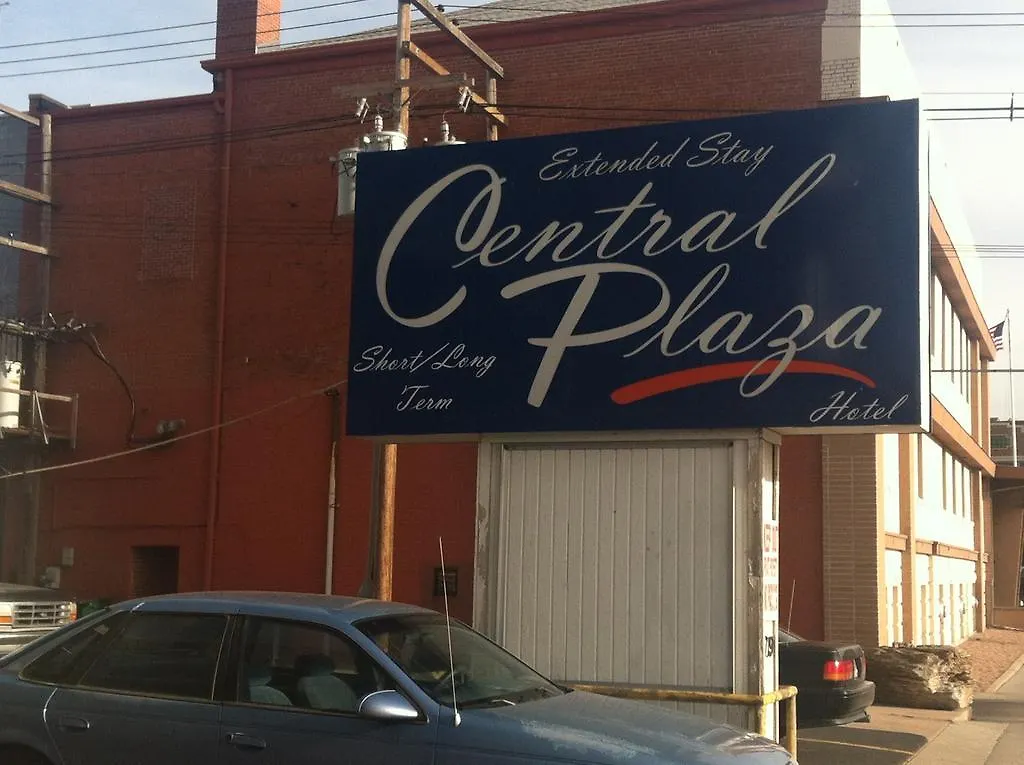 Extended Stay
Central
Plaza
Short/Long
Term
Hotel